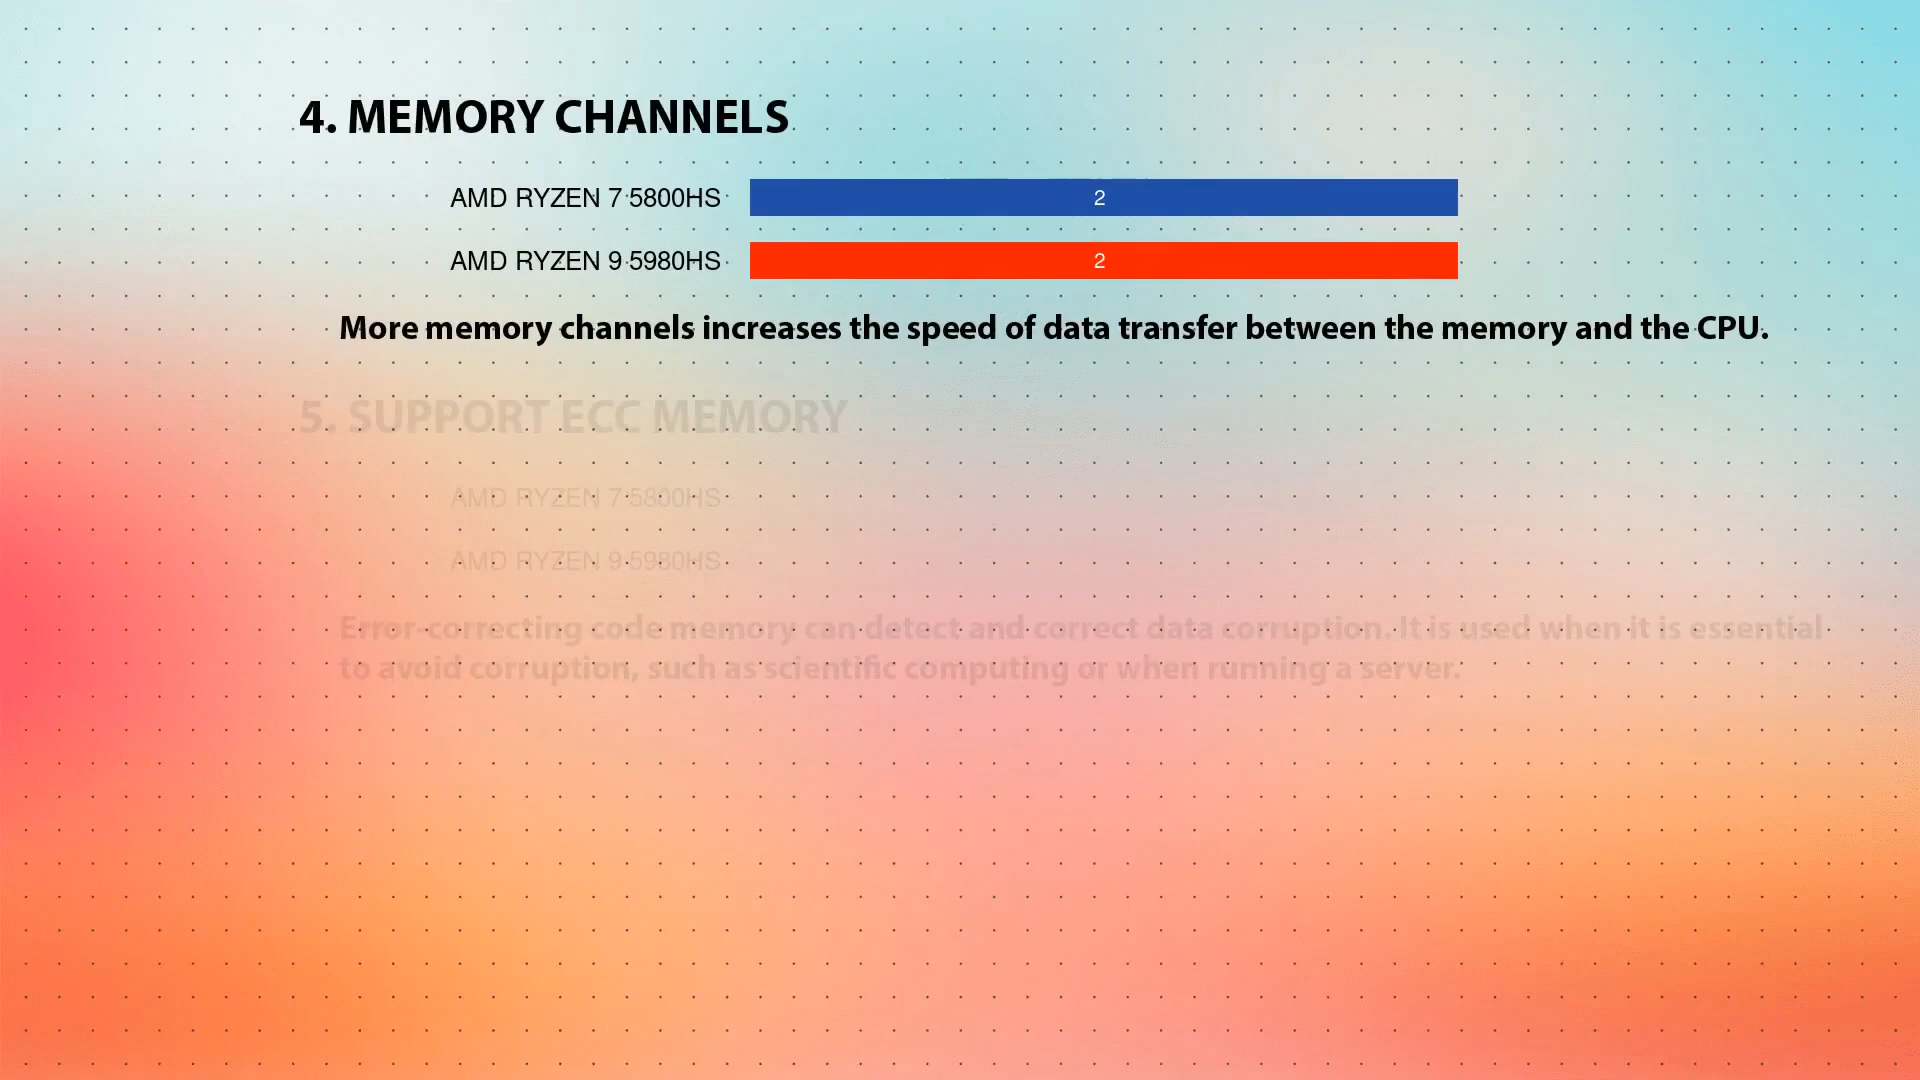 4. MEMORY CHANNELS
AMD RYZEN 7 5800HS
2
AMD RYZEN 9 5980HS
2
More memory channels increases the speed of data transfer between the memory and the CPU.
5. SUPPORT ECC MEMORY
AMD RYZEN 7 5800HS
AMD RYZEN 9 5980HS
Error-correcting code memory can detect and correct data corruption. It is used when it is essential
to avoid corruption, such as scientific computing or when running a server.